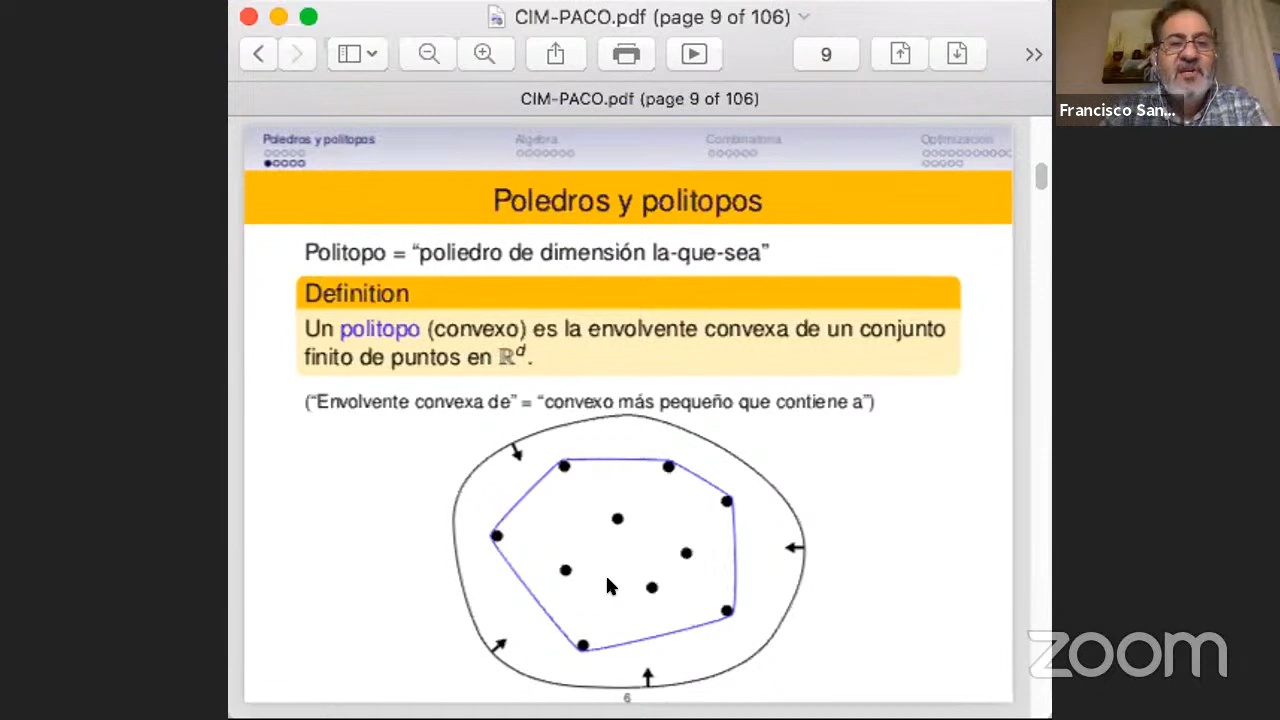 CIM-PACO.pdf (page 9 of 106)
9
CIM-PACO.pdf (page 9 of 106)
Francisco San...
Poledros y politopos
Algebra
Combinatoria
Optimizacion
Poledros y politopos
Politopo = “poliedro de dimensión la-que-sea”
Definition
Un politopo (convexo) es la envolvente convexa de un conjunto
finito de puntos en ℝᵈ.
(“Envolvente convexa de” = “convexo más pequeño que contiene a”)
6
zoom